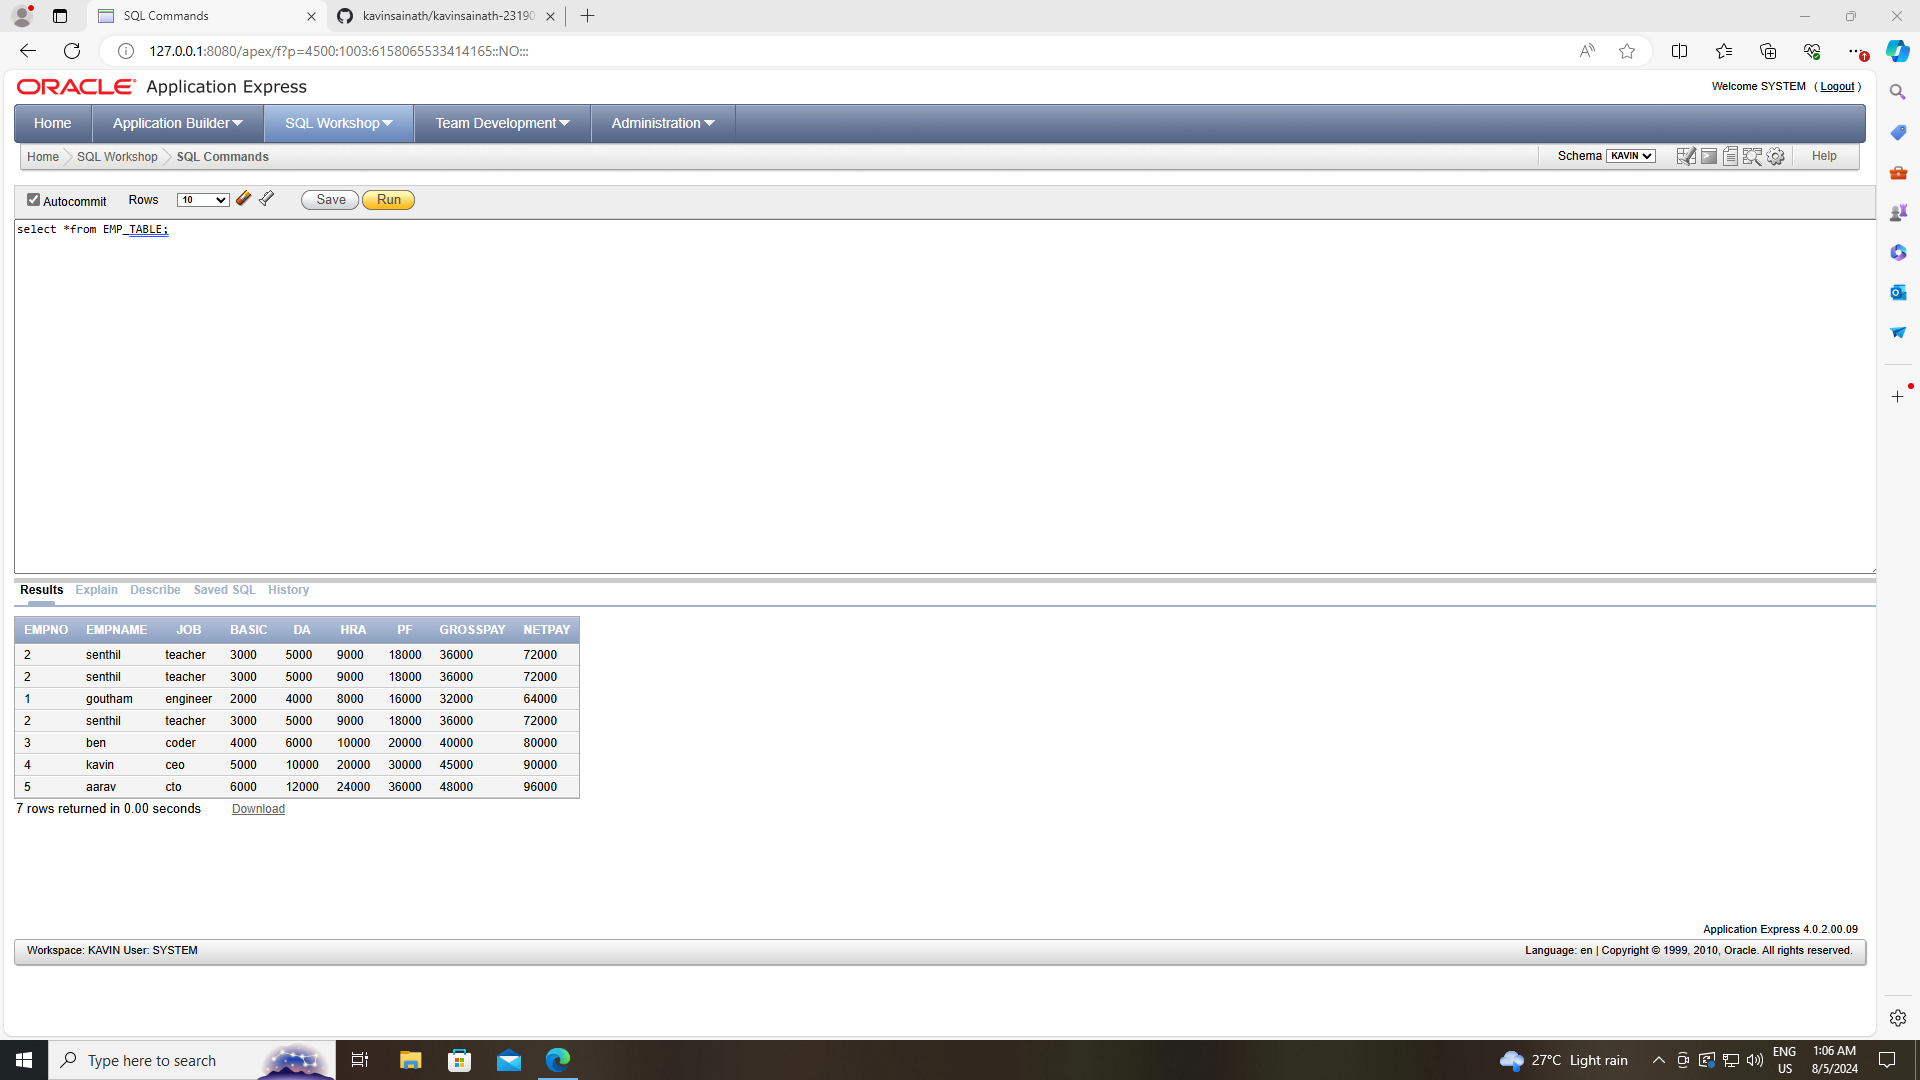 SQL Commands
kavinsainath/kavinsainath-23190
127.0.0.1:8080/apex/f?p=4500:1003:6158065533414165::NO:::
ORACLE Application Express
Welcome SYSTEM ( Logout )
Home Application Builder SQL Workshop Team Development Administration
Home SQL Workshop SQL Commands
Schema KAVIN Help
Autocommit Rows 10 Save Run
select *from EMP_TABLE;
Results Explain Describe Saved SQL History
EMPNO EMPNAME JOB BASIC DA HRA PF GROSSPAY NETPAY
2 senthil teacher 3000 5000 9000 18000 36000 72000
2 senthil teacher 3000 5000 9000 18000 36000 72000
1 goutham engineer 2000 4000 8000 16000 32000 64000
2 senthil teacher 3000 5000 9000 18000 36000 72000
3 ben coder 4000 6000 10000 20000 40000 80000
4 kavin ceo 5000 10000 20000 30000 45000 90000
5 aarav cto 6000 12000 24000 36000 48000 96000
7 rows returned in 0.00 seconds Download
Application Express 4.0.2.00.09
Workspace: KAVIN User: SYSTEM
Language: en | Copyright © 1999, 2010, Oracle. All rights reserved.
Type here to search
27°C Light rain
ENG
US
1:06 AM
8/5/2024